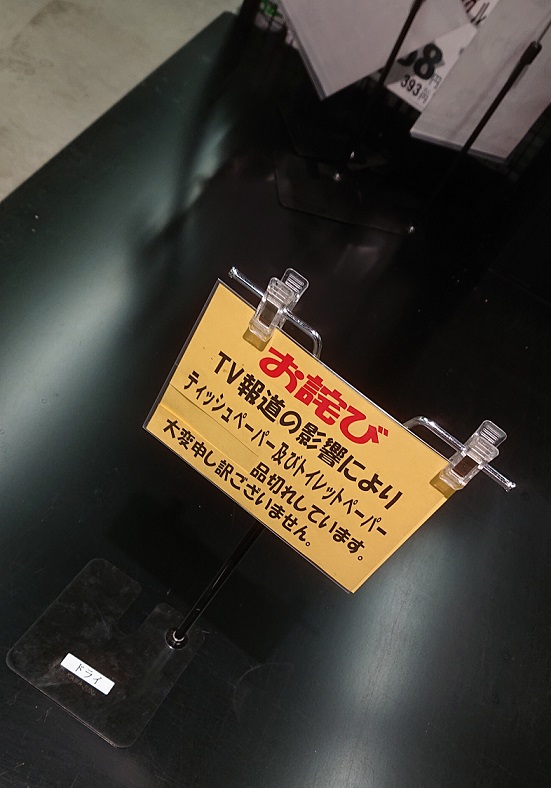 393円
お詫び
TV報道の影響により
ティッシュペーパー及びトイレットペーパー
品切れしています。
大変申し訳ございません。
ドライ